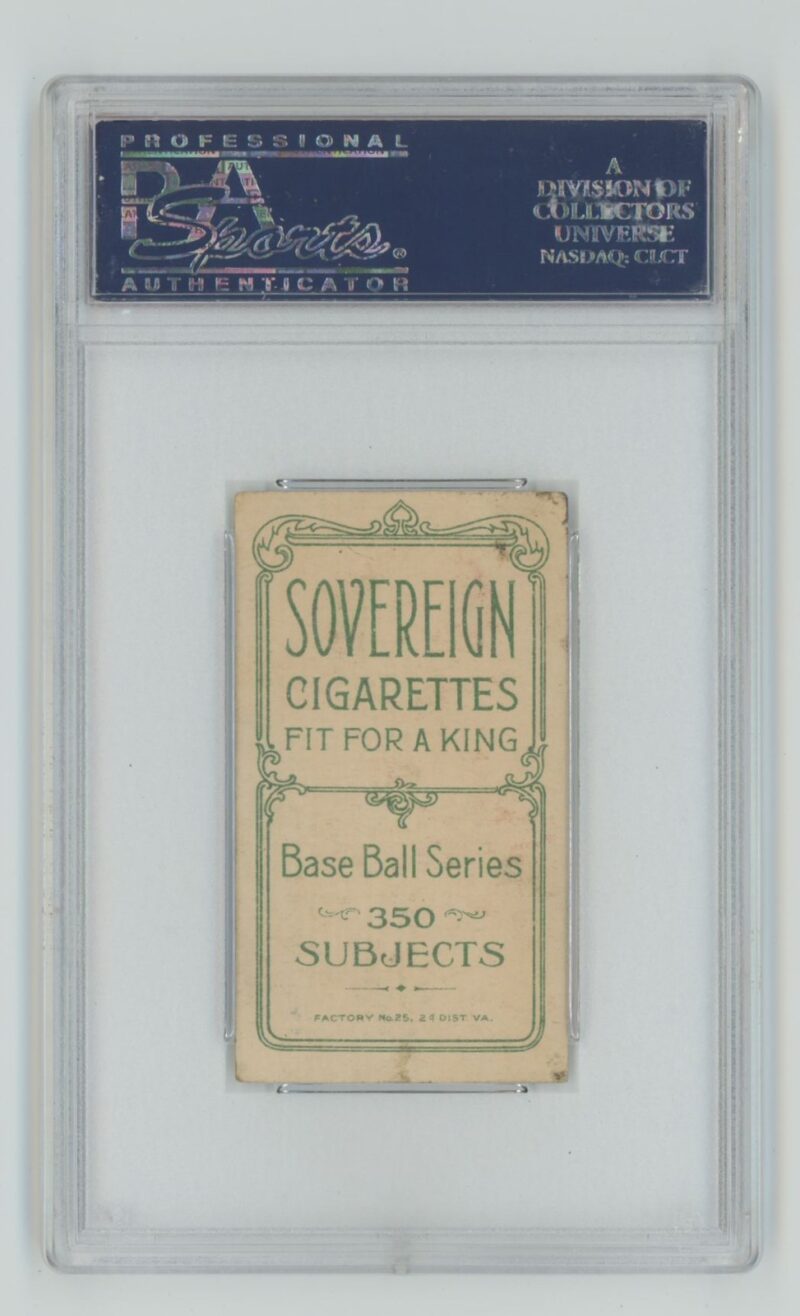 PROFESSIONAL
PSA
Sports®
AUTHENTICATOR
A
DIVISION OF
COLLECTORS
UNIVERSE
NASDAQ: CLCT
SOVEREIGN
CIGARETTES
FIT FOR A KING
Base Ball Series
350
SUBJECTS
FACTORY No. 25, 2d DIST. VA.